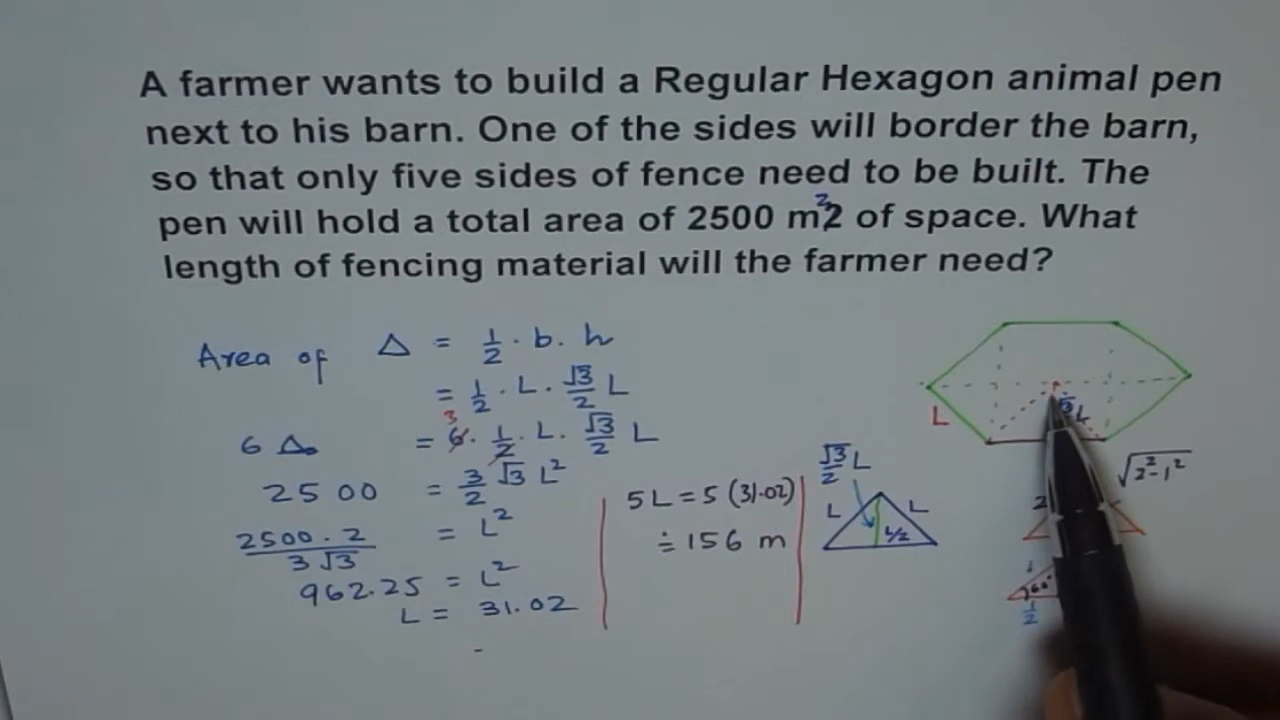 A farmer wants to build a Regular Hexagon animal pen
next to his barn. One of the sides will border the barn,
so that only five sides of fence need to be built. The
pen will hold a total area of 2500 m²2 of space. What
length of fencing material will the farmer need?
Area of Δ = 1/2 · b. h
= 1/2 · L · √3/2 L
3
6 Δs = 6 · 1/2 · L. √3/2 L
2500 = 3/2 √3 L²
2500 · 2 / 3√3 = L²
962.25 = L²
L = 31.02
5L = 5 (31.02)
≐ 156 m
√3/2 L
L L
L/2
L
L
√2²-1²
2
1
60°
1/2